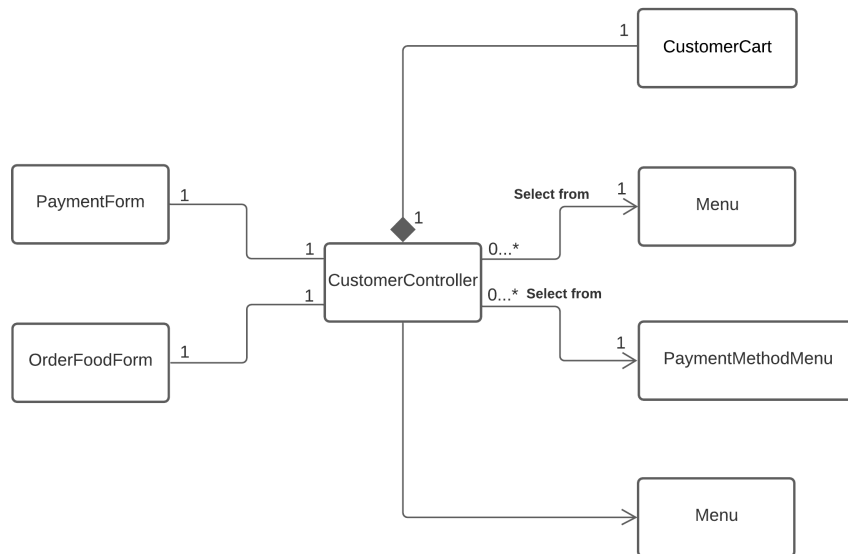 1
CustomerCart
PaymentForm
1
1
Select from
1
Menu
1
0...*
CustomerController
1
0...*
Select from
OrderFoodForm
1
1
PaymentMethodMenu
Menu